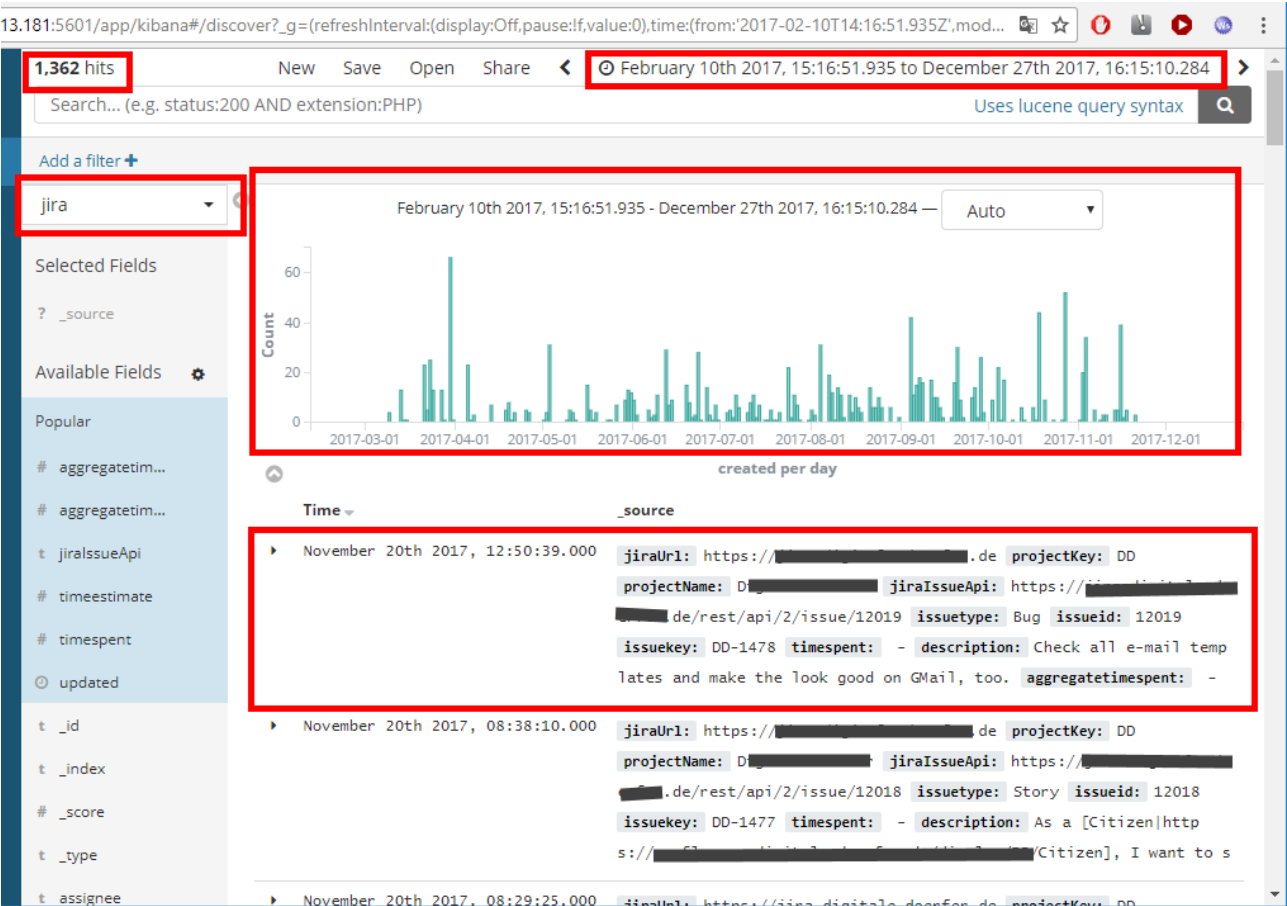 13.181:5601/app/kibana#/discover?_g=(refreshInterval:(display:Off,pause:!f,value:0),time:(from:'2017-02-10T14:16:51.935Z',mod...
1,362 hits New Save Open Share February 10th 2017, 15:16:51.935 to December 27th 2017, 16:15:10.284
Search... (e.g. status:200 AND extension:PHP) Uses lucene query syntax
Add a filter +
jira
February 10th 2017, 15:16:51.935 - December 27th 2017, 16:15:10.284 — Auto
Selected Fields
? _source
Available Fields
Popular
# aggregatetim...
# aggregatetim...
t jiraIssueApi
# timeestimate
# timespent
updated
t _id
t _index
# _score
t _type
t assignee
Count
60
40
20
0
2017-03-01 2017-04-01 2017-05-01 2017-06-01 2017-07-01 2017-08-01 2017-09-01 2017-10-01 2017-11-01 2017-12-01
created per day
Time _source
November 20th 2017, 12:50:39.000 jiraUrl: https:// .de projectKey: DD
projectName: D jiraIssueApi: https://
.de/rest/api/2/issue/12019 issuetype: Bug issueid: 12019
issuekey: DD-1478 timespent: - description: Check all e-mail temp
lates and make the look good on GMail, too. aggregatetimespent: -
November 20th 2017, 08:38:10.000 jiraUrl: https:// .de projectKey: DD
projectName: D jiraIssueApi: https://
.de/rest/api/2/issue/12018 issuetype: Story issueid: 12018
issuekey: DD-1477 timespent: - description: As a [Citizen|http
s:// /Citizen], I want to s
November 20th 2017, 08:29:25.000 jiraUrl: https://jira.digitale-doerfer.de projectKey: DD